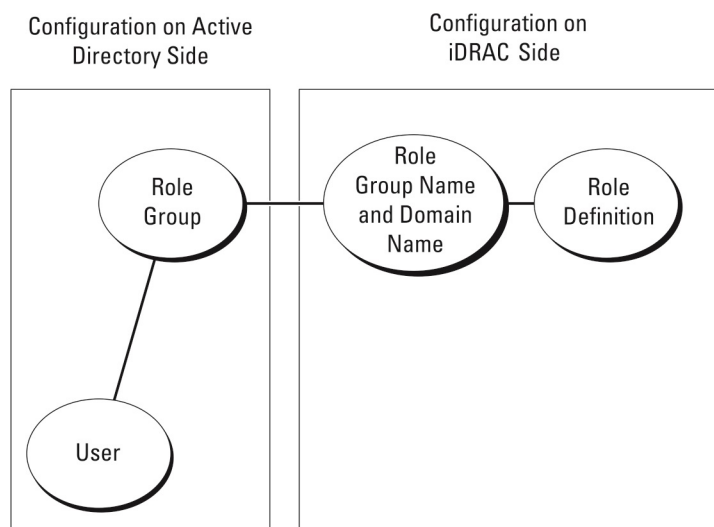 Configuration on Active
Directory Side
Configuration on
iDRAC Side
Role
Group
Role
Group Name
and Domain
Name
Role
Definition
User